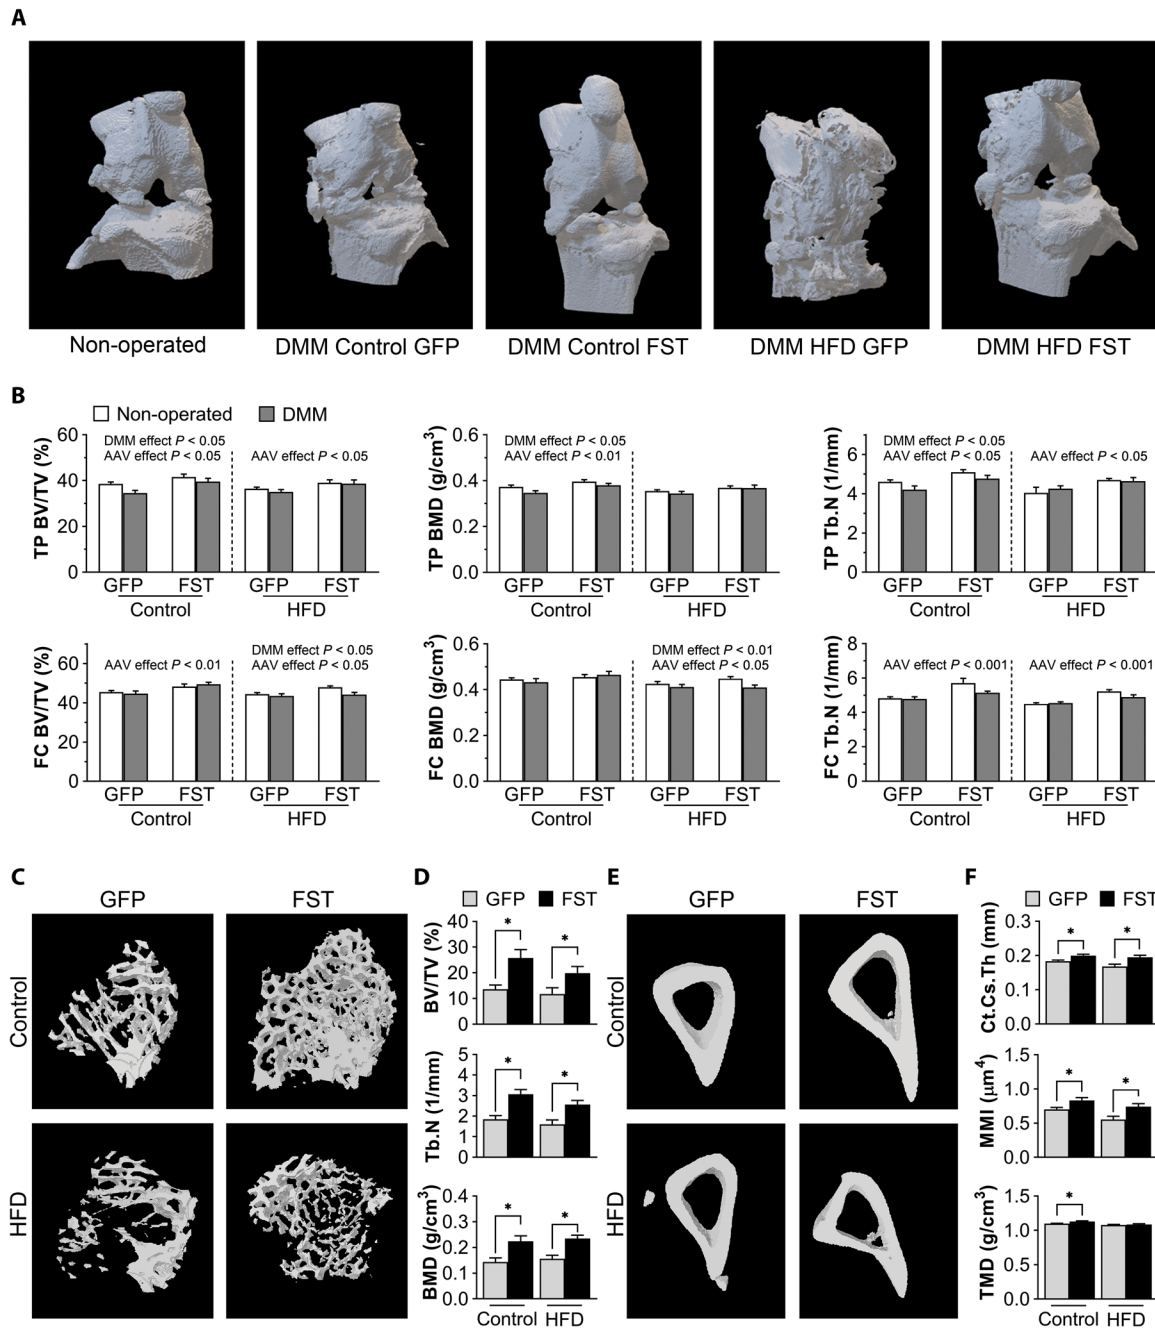 A
Non-operated
DMM Control GFP
DMM Control FST
DMM HFD GFP
DMM HFD FST
B
Non-operated DMM
TP BV/TV (%)
60
40
20
0
DMM effect P < 0.05
AAV effect P < 0.05
AAV effect P < 0.05
GFP FST GFP FST
Control HFD
TP BMD (g/cm3)
0.6
0.4
0.2
0.0
DMM effect P < 0.05
AAV effect P < 0.01
GFP FST GFP FST
Control HFD
TP Tb.N (1/mm)
6
4
2
0
DMM effect P < 0.05
AAV effect P < 0.05
AAV effect P < 0.05
GFP FST GFP FST
Control HFD
FC BV/TV (%)
60
40
20
0
AAV effect P < 0.01
DMM effect P < 0.05
AAV effect P < 0.05
GFP FST GFP FST
Control HFD
FC BMD (g/cm3)
0.6
0.4
0.2
0.0
DMM effect P < 0.01
AAV effect P < 0.05
GFP FST GFP FST
Control HFD
FC Tb.N (1/mm)
8
6
4
2
0
AAV effect P < 0.001
AAV effect P < 0.001
GFP FST GFP FST
Control HFD
C
GFP FST
Control
HFD
D
GFP FST
BV/TV (%)
40
30
20
10
0
* *
Tb.N (1/mm)
5
4
3
2
1
0
* *
BMD (g/cm3)
0.4
0.3
0.2
0.1
0.0
* *
Control HFD
E
GFP FST
Control
HFD
F
GFP FST
Ct.Cs.Th (mm)
0.3
0.2
0.1
0.0
* *
MMI (μm4)
1.5
1.0
0.5
0.0
* *
TMD (g/cm3)
1.5
1.0
0.5
0.0
*
Control HFD